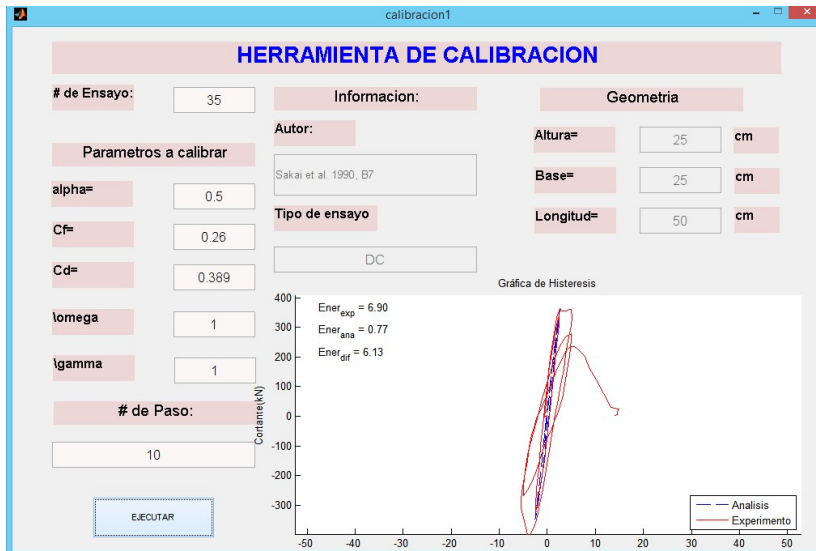 calibracion1
HERRAMIENTA DE CALIBRACION
# de Ensayo:
35
Parametros a calibrar
alpha=
0.5
Cf=
0.26
Cd=
0.389
\omega
1
\gamma
1
# de Paso:
10
EJECUTAR
Informacion:
Autor:
Sakai et al. 1990, B7
Tipo de ensayo
DC
Geometria
Altura=
25
cm
Base=
25
cm
Longitud=
50
cm
Gráfica de Histeresis
Ener_exp = 6.90
Ener_ana = 0.77
Ener_dif = 6.13
Cortante(kN)
400
300
200
100
0
-100
-200
-300
-50
-40
-30
-20
-10
0
10
20
30
40
50
Analisis
Experimento